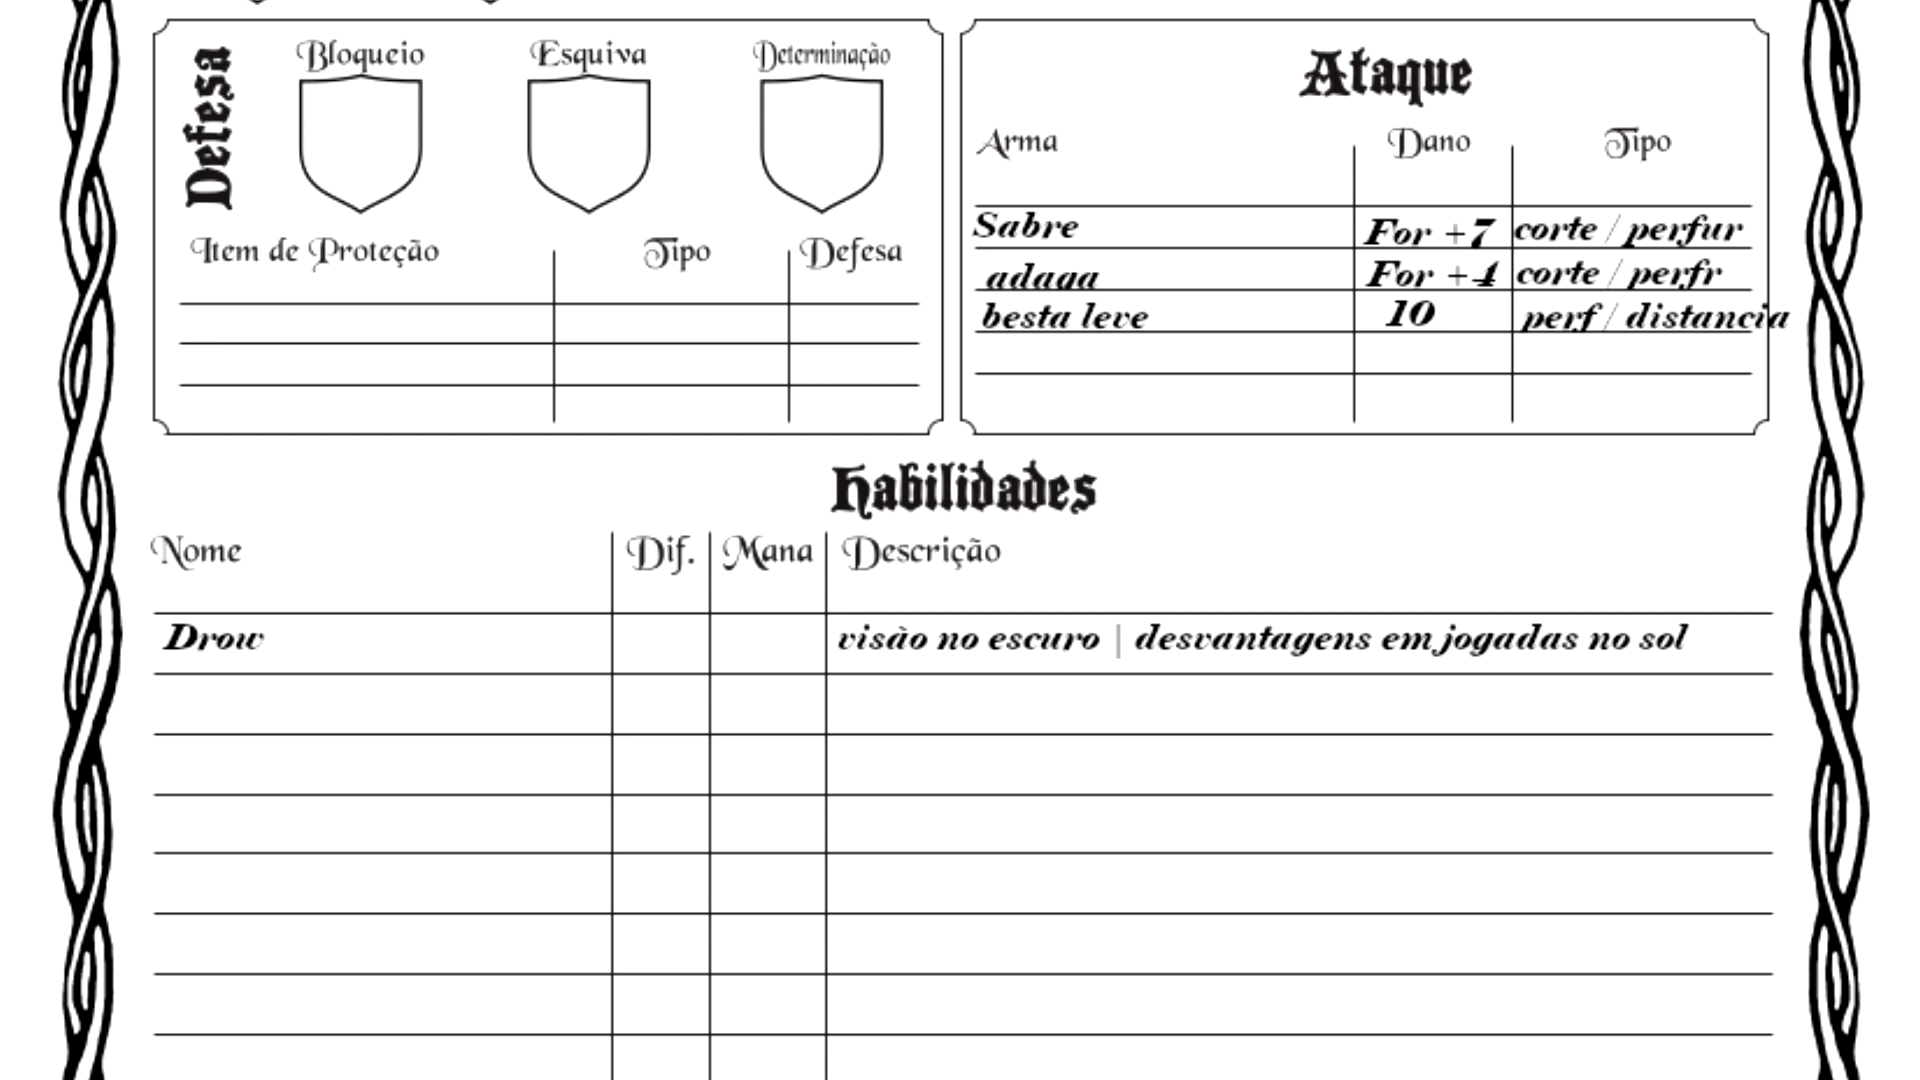 Defesa
Bloqueio Esquiva Determinação
Item de Proteção Tipo Defesa
Ataque
Arma Dano Tipo
Sabre For +7 corte / perfur
adaga For +4 corte / perfr
besta leve 10 perf / distancia
Habilidades
Nome Dif. Mana Descrição
Drow visão no escuro | desvantagens em jogadas no sol